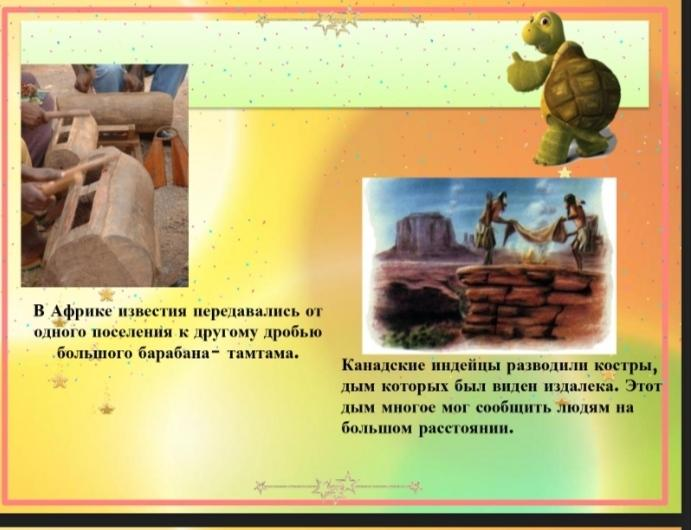 В Африке известия передавались от
одного поселения к другому дробью
большого барабана- тамтама.
Канадские индейцы разводили костры,
дым которых был виден издалека. Этот
дым многое мог сообщить людям на
большом расстоянии.